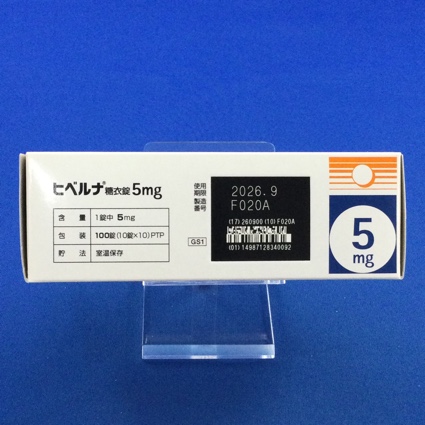 ヒベルナ®糖衣錠5mg
含 量 1錠中 5mg
包 装 100錠(10錠×10)PTP
貯 法 室温保存
使用
期限
製造
番号
GS1
2026.9
F020A
(17) 260900 (10) F020A
(01) 14987128340092
5
mg